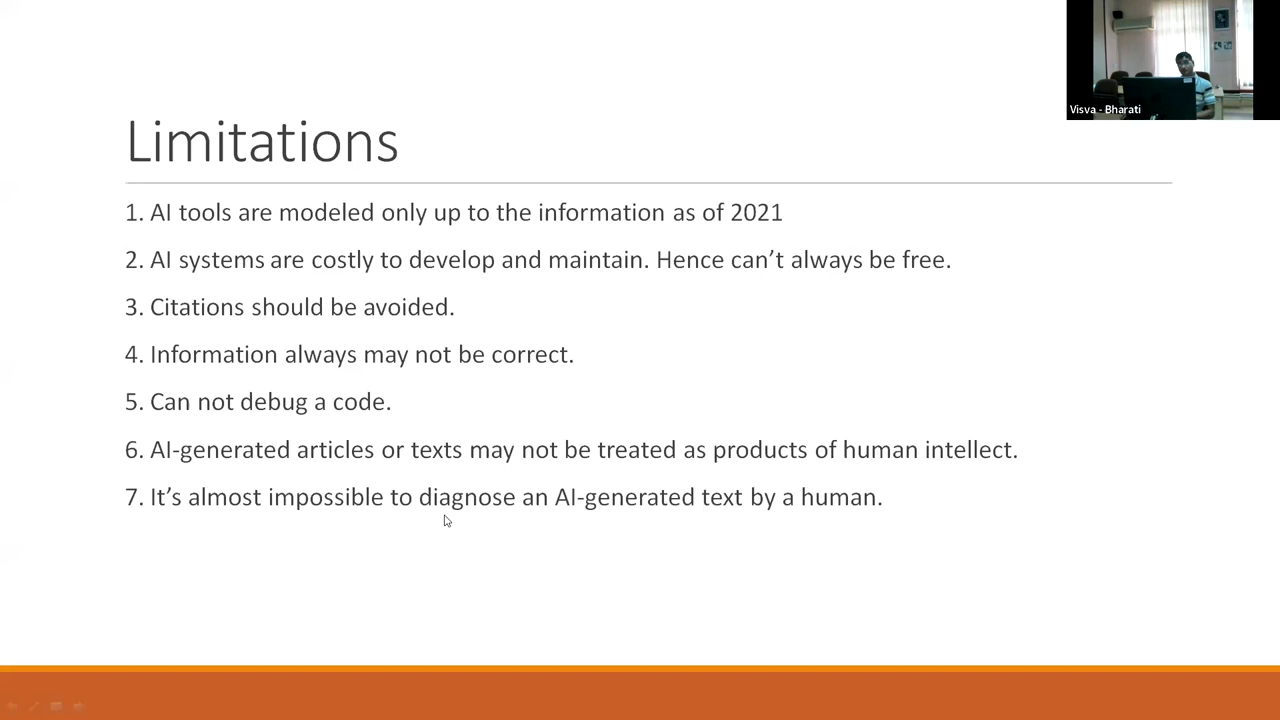 Visva - Bharati
Limitations
1. AI tools are modeled only up to the information as of 2021
2. AI systems are costly to develop and maintain. Hence can’t always be free.
3. Citations should be avoided.
4. Information always may not be correct.
5. Can not debug a code.
6. AI-generated articles or texts may not be treated as products of human intellect.
7. It’s almost impossible to diagnose an AI-generated text by a human.